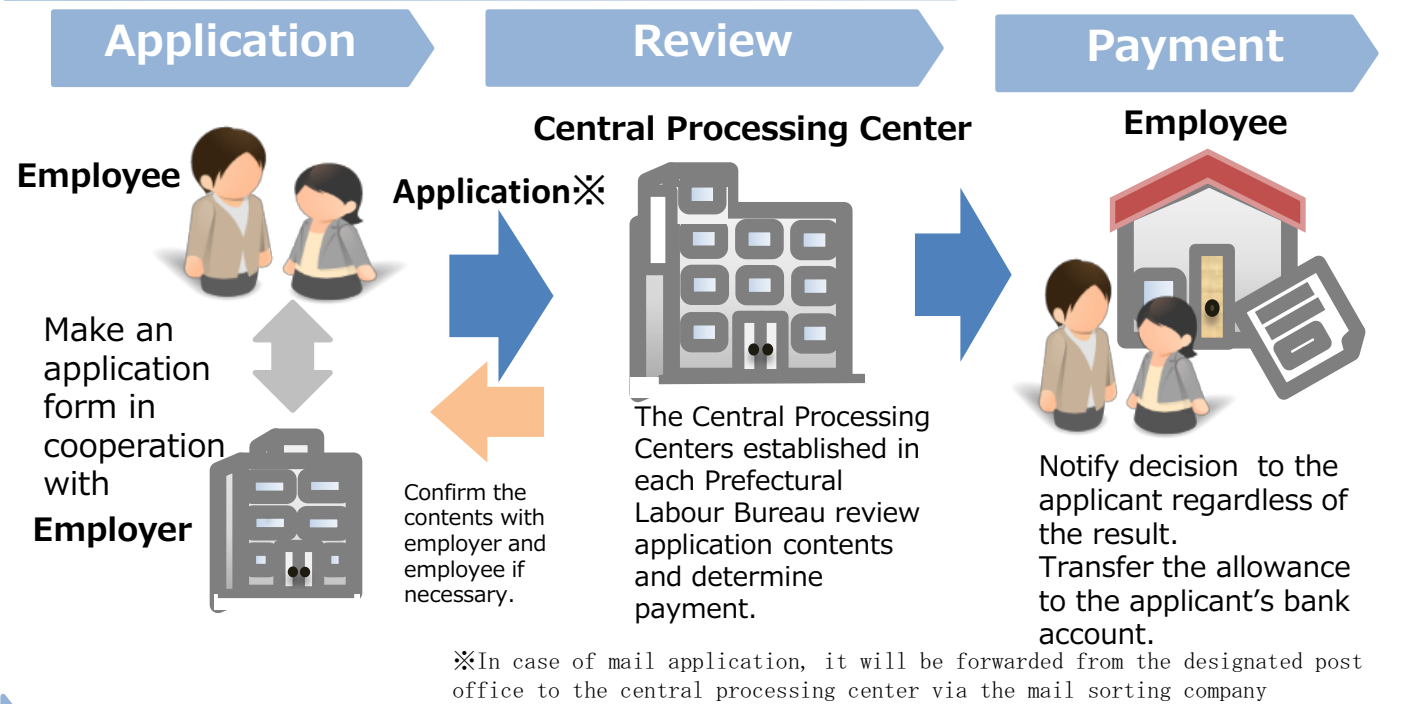 Application
Review
Payment
Employee
Make an
application
form in
cooperation
with
Employer
Application※
Confirm the
contents with
employer and
employee if
necessary.
Central Processing Center
The Central Processing
Centers established in
each Prefectural
Labour Bureau review
application contents
and determine
payment.
Employee
Notify decision to the
applicant regardless of
the result.
Transfer the allowance
to the applicant’s bank
account.
※In case of mail application, it will be forwarded from the designated post
office to the central processing center via the mail sorting company